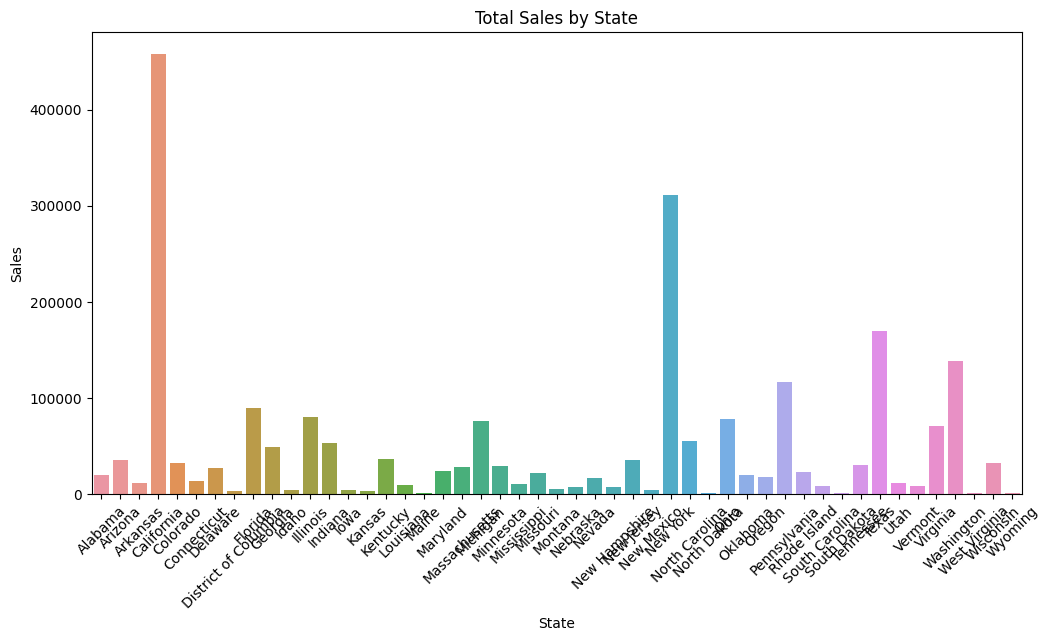 Total Sales by State
Sales
400000
300000
200000
100000
0
Alabama
Arizona
Arkansas
California
Colorado
Connecticut
Delaware
District of Columbia
Florida
Georgia
Idaho
Illinois
Indiana
Iowa
Kansas
Kentucky
Louisiana
Maine
Maryland
Massachusetts
Michigan
Minnesota
Mississippi
Missouri
Montana
Nebraska
Nevada
New Hampshire
New Jersey
New Mexico
New York
North Carolina
North Dakota
Ohio
Oklahoma
Oregon
Pennsylvania
Rhode Island
South Carolina
South Dakota
Tennessee
Texas
Utah
Vermont
Virginia
Washington
West Virginia
Wisconsin
Wyoming
State